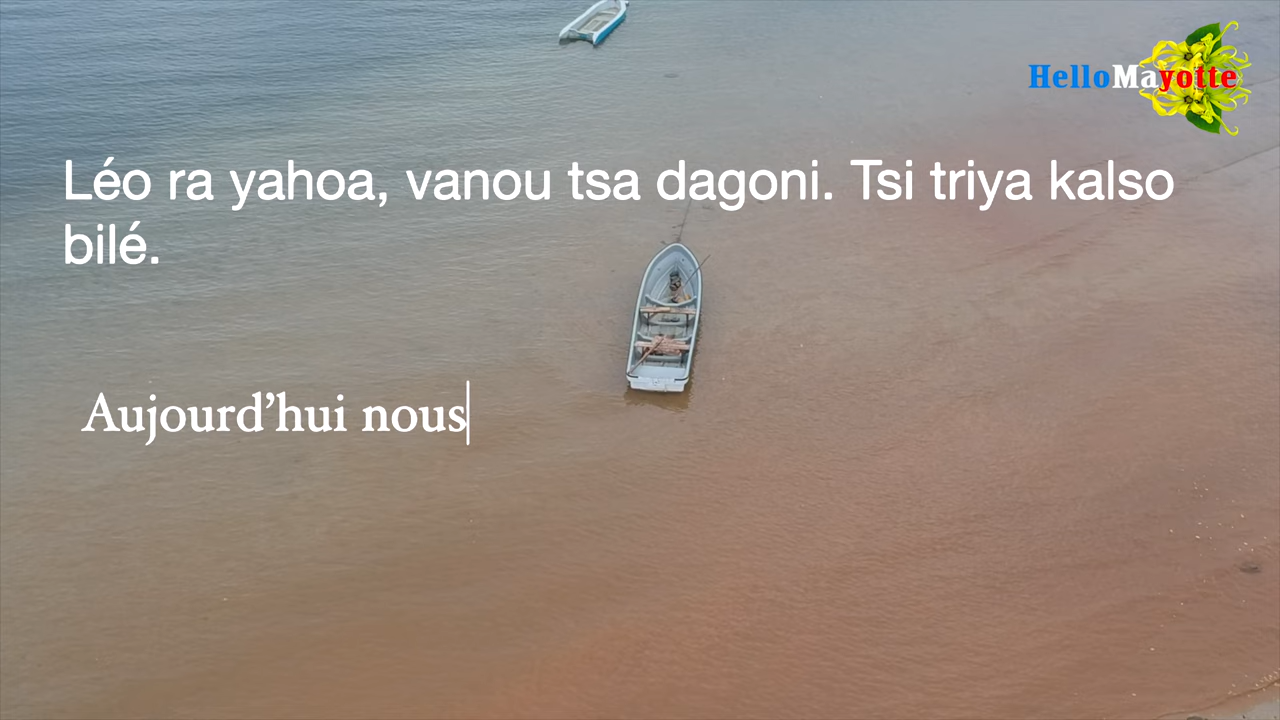 HelloMayotte
Léo ra yahoa, vanou tsa dagoni. Tsi triya kalso
bilé.
Aujourd’hui nous